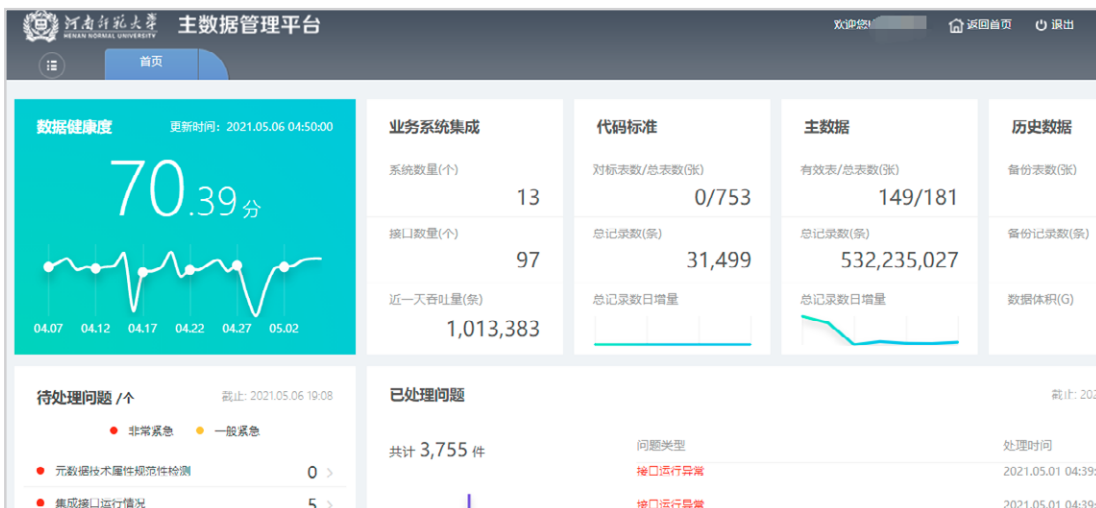 河南师范大学
HENAN NORMAL UNIVERSITY
主数据管理平台
欢迎您!
返回首页
退出
首页
数据健康度
更新时间：2021.05.06 04:50:00
70.39分
04.07 04.12 04.17 04.22 04.27 05.02
业务系统集成
系统数量(个)
13
接口数量(个)
97
近一天吞吐量(条)
1,013,383
代码标准
对标表数/总表数(张)
0/753
总记录数(条)
31,499
总记录数日增量
主数据
有效表/总表数(张)
149/181
总记录数(条)
532,235,027
总记录数日增量
历史数据
备份表数(张)
备份记录数(条)
数据体积(G)
待处理问题 /个
截止: 2021.05.06 19:08
非常紧急
一般紧急
元数据技术属性规范性检测 0
集成接口运行情况 5
已处理问题
截止: 202
共计 3,755 件
问题类型 处理时间
接口运行异常 2021.05.01 04:39:
接口运行异常 2021.05.01 04:39: